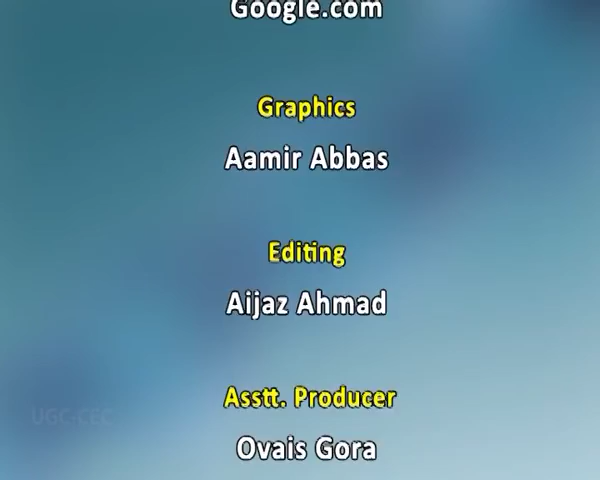 Google.com
Graphics
Aamir Abbas
Editing
Aijaz Ahmad
Asstt. Producer
UGC-CEC
Ovais Gora